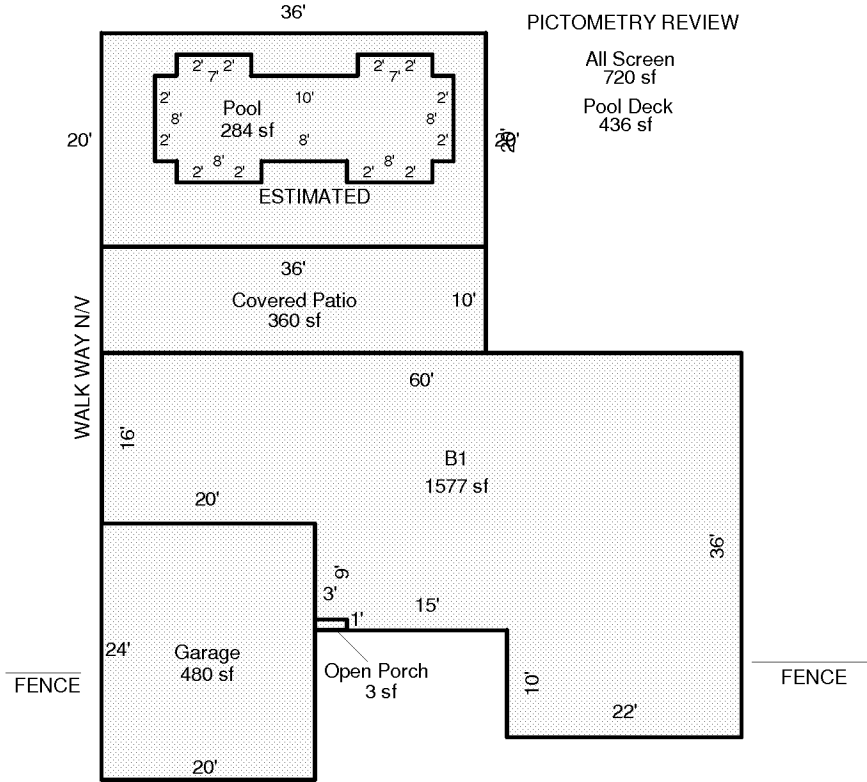 36'
PICTOMETRY REVIEW
All Screen
720 sf
Pool Deck
436 sf
2' 2' 2' 2'
7' 7'
2' 10' 2'
Pool
284 sf
8' 8'
20' 20' 20'
2' 8' 2'
8' 8'
2' 2' 2' 2'
ESTIMATED
36'
Covered Patio
360 sf
10'
WALK WAY N/V
60'
16'
B1
1577 sf
20'
36'
9'
3'
15'
1'
24'
Garage
480 sf
Open Porch
3 sf
10'
FENCE
FENCE
22'
20'